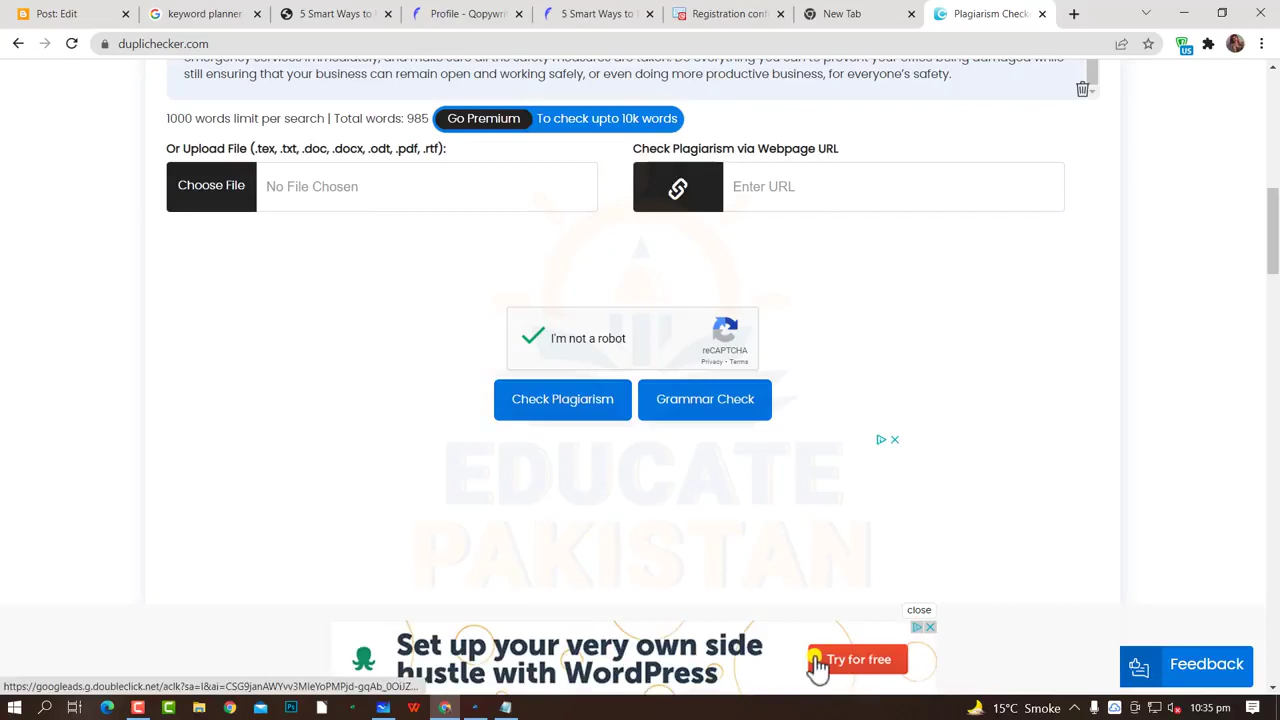 Post: Edit
keyword planner
5 Smart Ways to
Profile - Qopywrit
5 Smart Ways to
Registration confi
New Tab
Plagiarism Check
duplichecker.com
US
still ensuring that your business can remain open and working safely, or even doing more productive business, for everyone's safety.
1000 words limit per search | Total words: 985
Go Premium To check upto 10k words
Or Upload File (.tex, .txt, .doc, .docx, .odt, .pdf, .rtf):
Check Plagiarism via Webpage URL
Choose File
No File Chosen
Enter URL
I'm not a robot
reCAPTCHA
Privacy - Terms
Check Plagiarism
Grammar Check
EDUCATE
PAKISTAN
close
Set up your very own side
hustle with WordPress
Try for free
Feedback
15°C Smoke
10:35 pm